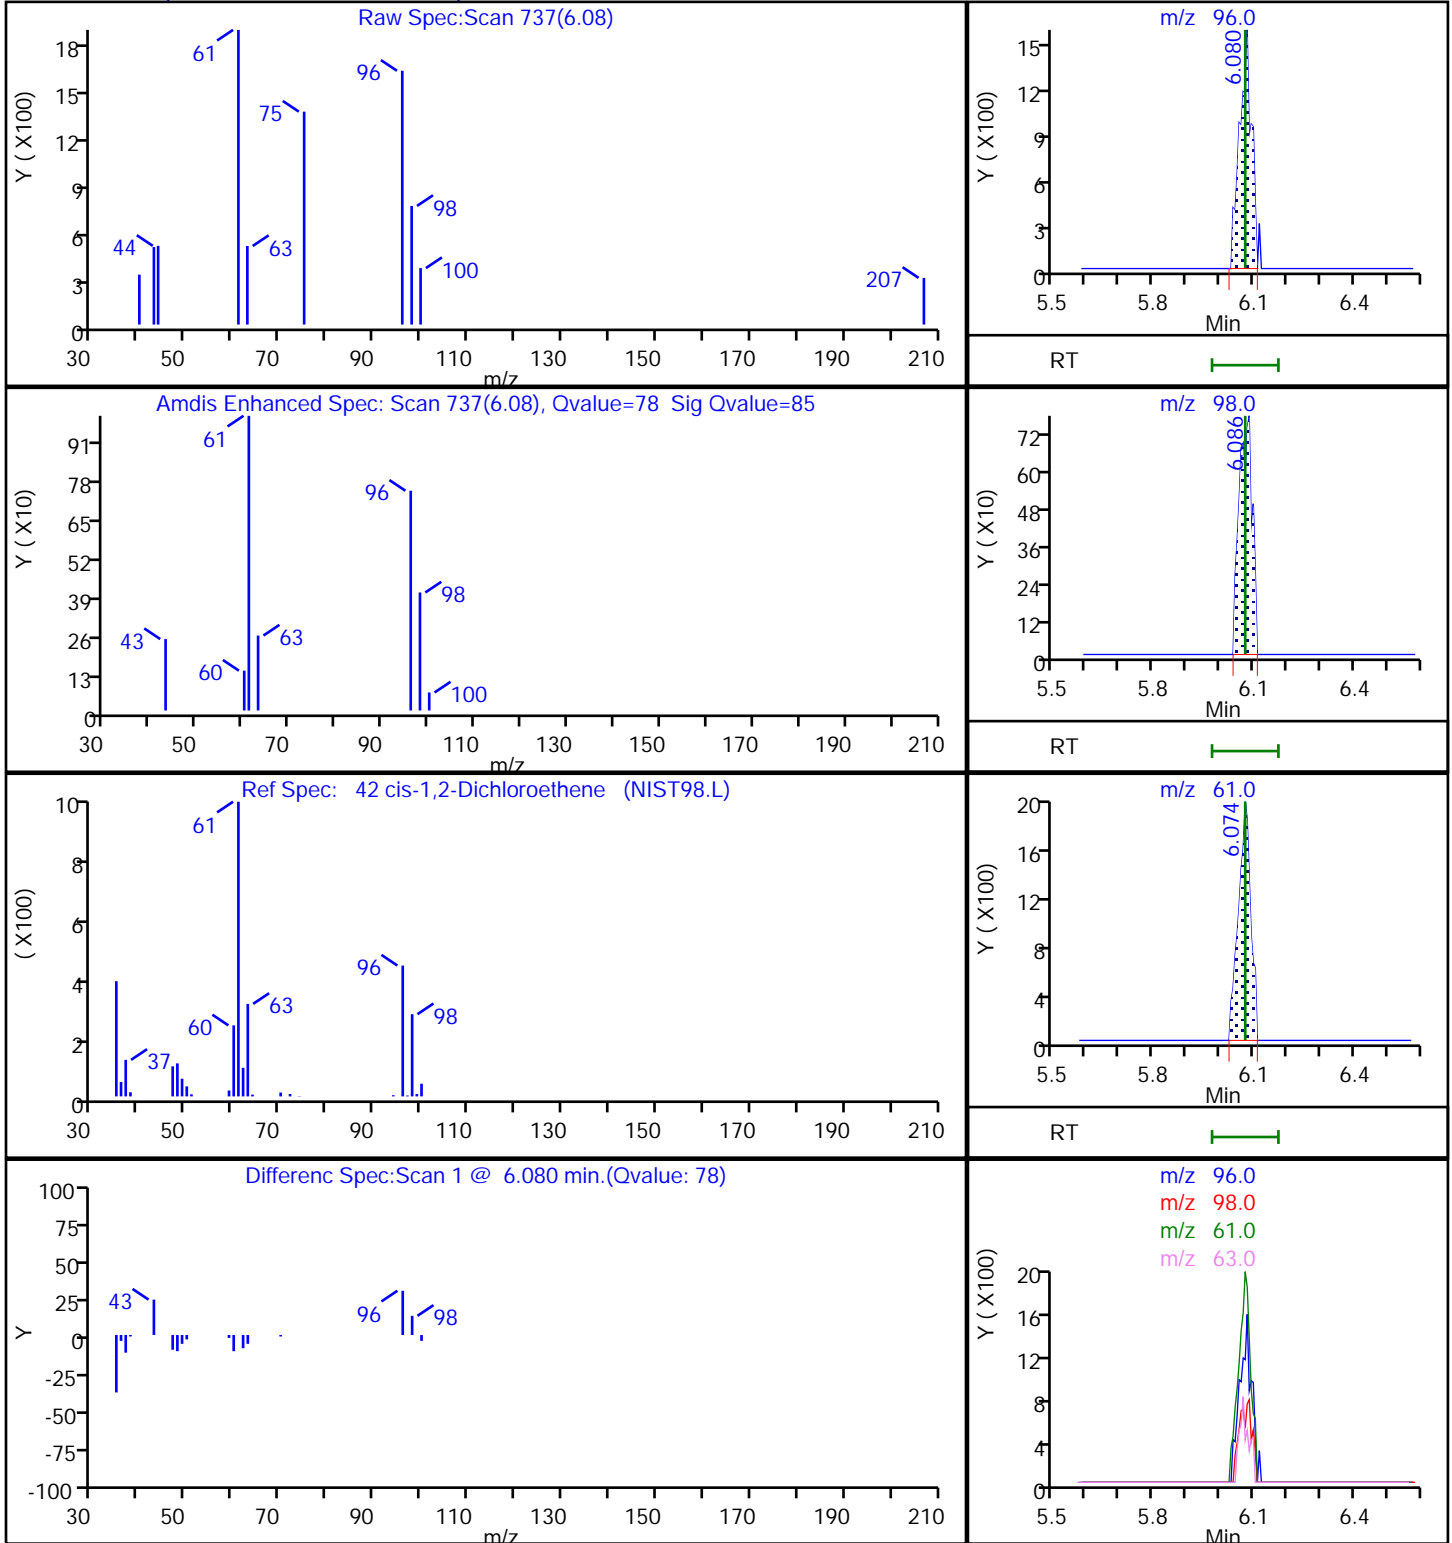 Raw Spec:Scan 737(6.08)
Y ( X100)
18
15
12
9
6
3
0
61
96
75
98
44
63
100
207
30 50 70 90 110 130 150 170 190 210
m/z
m/z 96.0
Y ( X100)
15
12
9
6
3
0
6.080
5.5 5.8 6.1 6.4
Min
RT
Amdis Enhanced Spec: Scan 737(6.08), Qvalue=78 Sig Qvalue=85
Y ( X10)
91
78
65
52
39
26
13
0
61
96
98
43
63
60
100
30 50 70 90 110 130 150 170 190 210
m/z
m/z 98.0
Y ( X10)
72
60
48
36
24
12
0
6.086
5.5 5.8 6.1 6.4
Min
RT
Ref Spec: 42 cis-1,2-Dichloroethene (NIST98.L)
( X100)
10
8
6
4
2
0
61
96
63
98
60
37
30 50 70 90 110 130 150 170 190 210
m/z 61.0
Y ( X100)
20
16
12
8
4
0
6.074
5.5 5.8 6.1 6.4
Min
RT
Differenc Spec:Scan 1 @ 6.080 min.(Qvalue: 78)
Y
100
75
50
25
0
-25
-50
-75
-100
43
96
98
30 50 70 90 110 130 150 170 190 210
m/z
m/z 96.0
m/z 98.0
m/z 61.0
m/z 63.0
Y ( X100)
20
16
12
8
4
0
5.5 5.8 6.1 6.4
Min